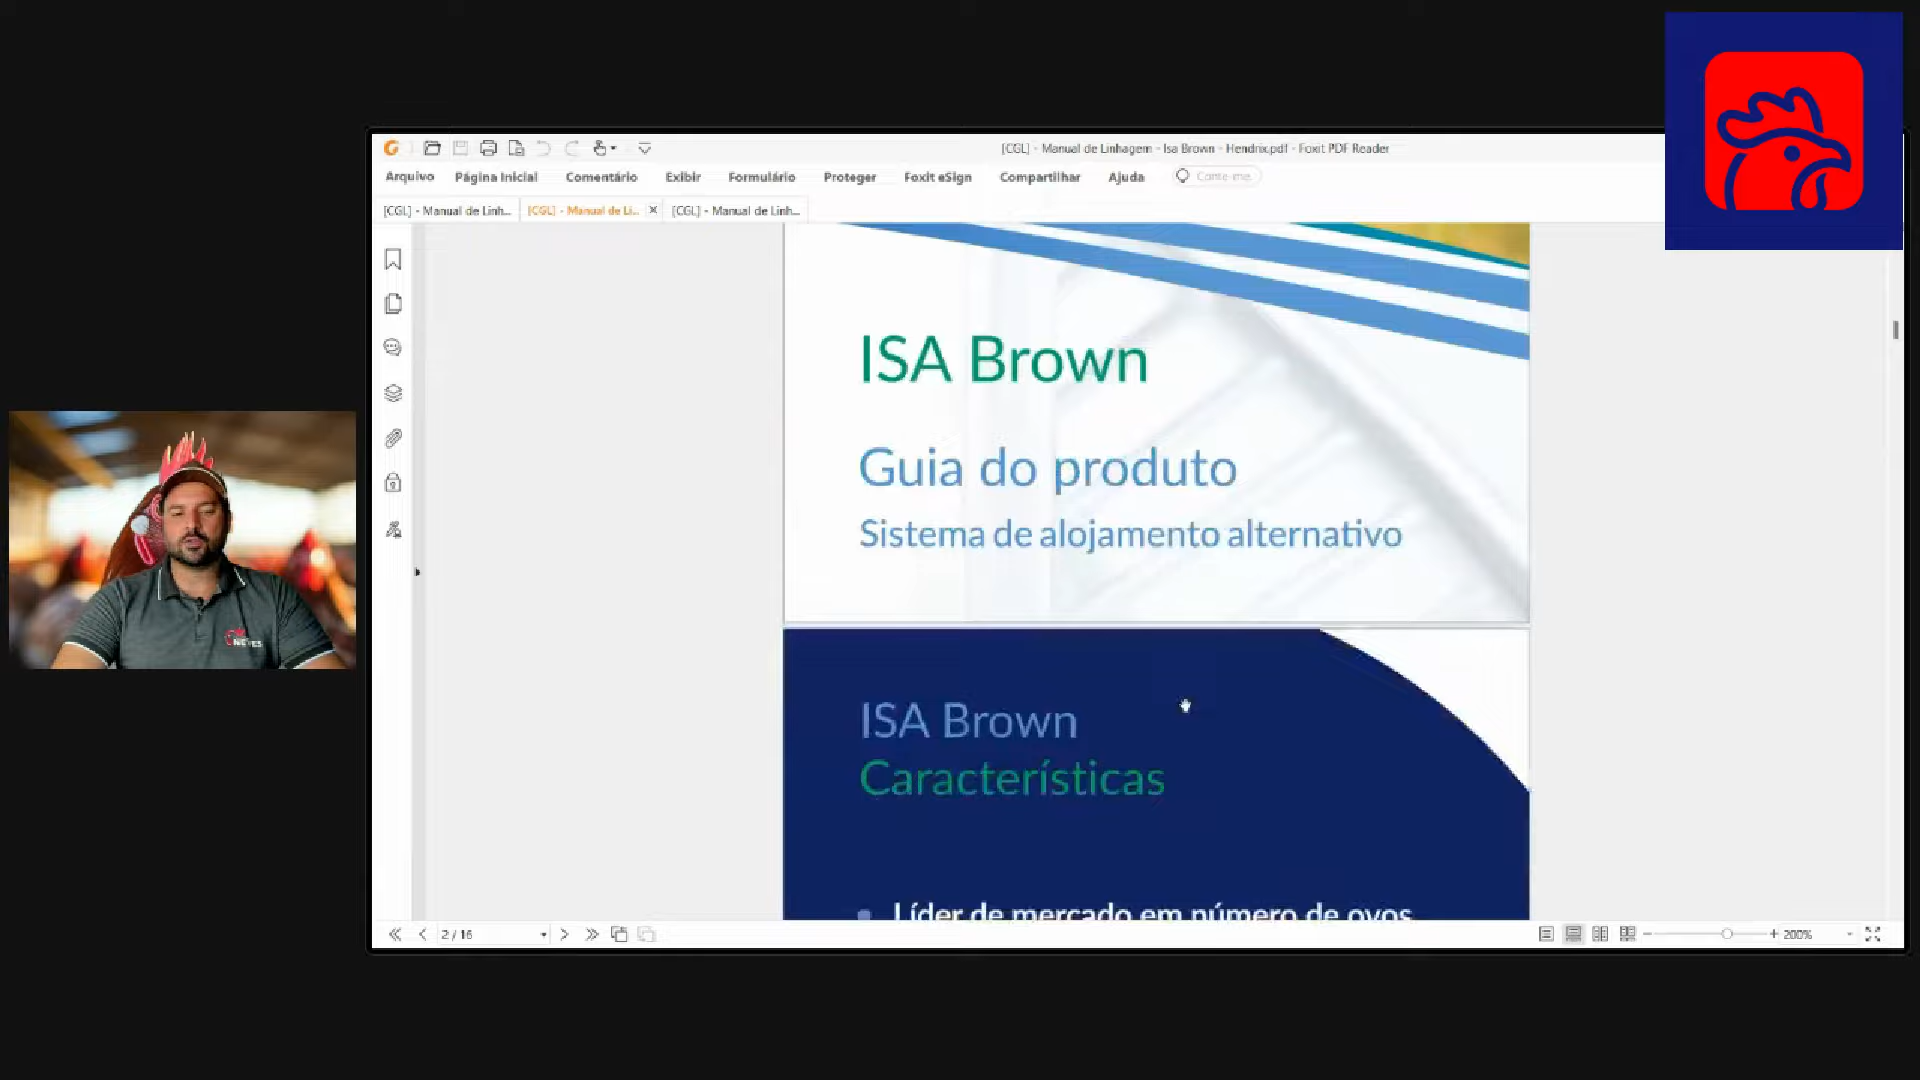 [CGL] - Manual de Linhagem - Isa Brown - Hendrix.pdf - Foxit PDF Reader
Arquivo Página Inicial Comentário Exibir Formulário Proteger Foxit eSign Compartilhar Ajuda Conte-me
[CGL] - Manual de Linh... [CGL] - Manual de Li... [CGL] - Manual de Linh...
ISA Brown
Guia do produto
Sistema de alojamento alternativo
ISA Brown
Características
Líder de mercado em número de ovos
2 / 16
200%